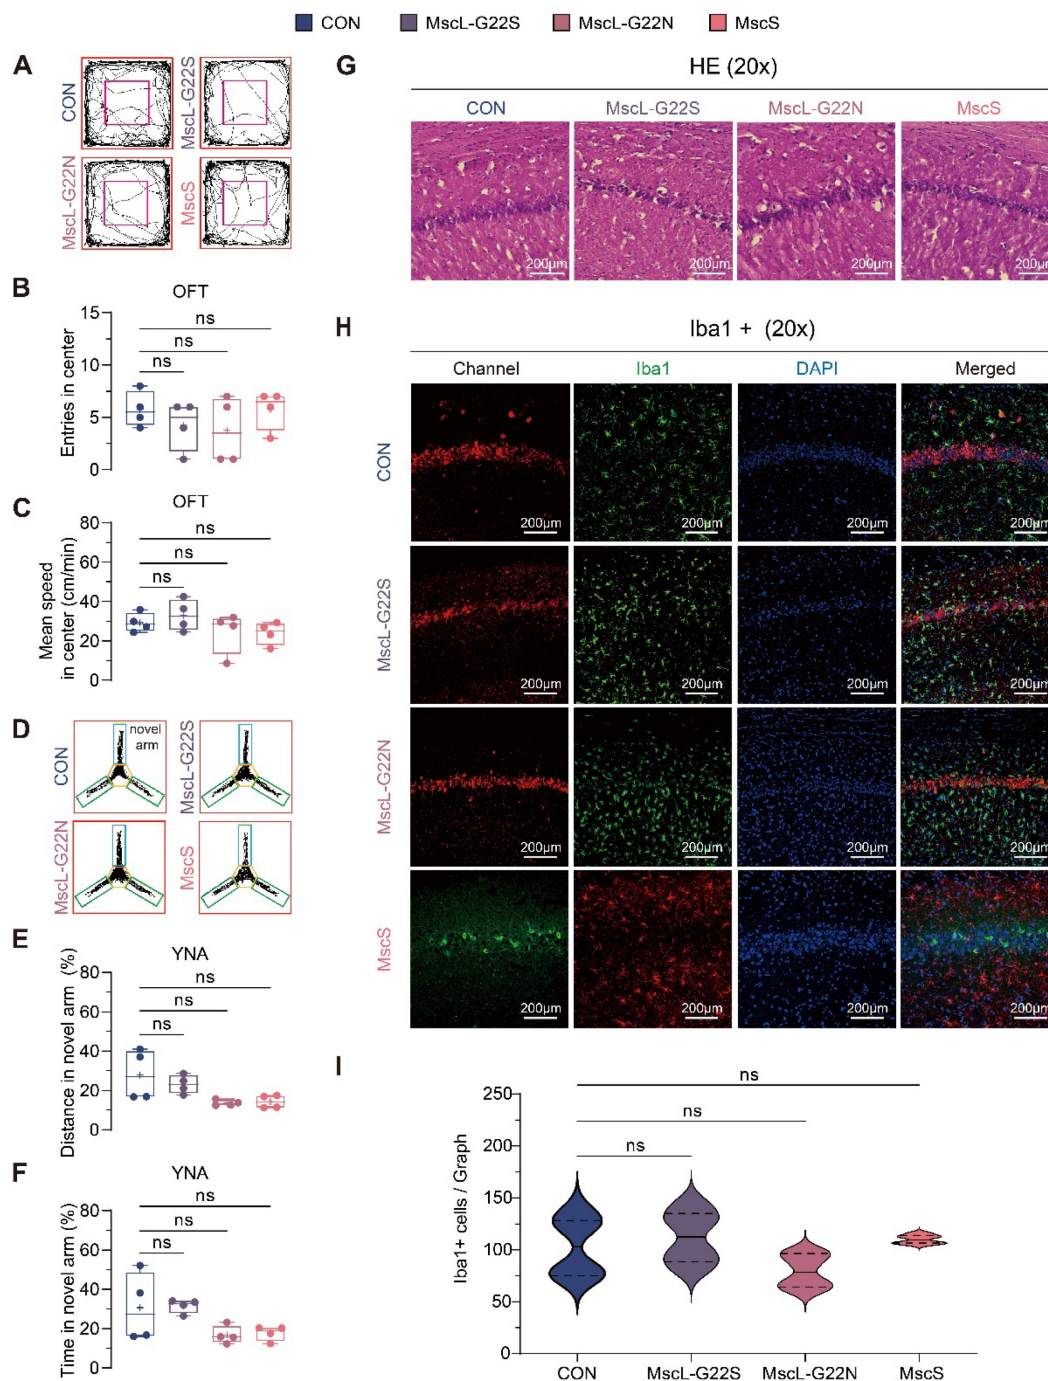 CON MscL-G22S MscL-G22N MscS
A
CON
MscL-G22S
MscL-G22N
MscS
B
OFT
Entries in center
15
10
5
0
ns
ns
ns
C
OFT
Mean speed
in center (cm/min)
80
60
40
20
0
ns
ns
ns
D
CON
novel
arm
MscL-G22S
MscL-G22N
MscS
E
YNA
Distance in novel arm (%)
80
60
40
20
0
ns
ns
ns
F
YNA
Time in novel arm (%)
80
60
40
20
0
ns
ns
ns
G
HE (20x)
CON MscL-G22S MscL-G22N MscS
200μm 200μm 200μm 200μm
H
Iba1 + (20x)
Channel Iba1 DAPI Merged
CON
200μm 200μm 200μm 200μm
MscL-G22S
200μm 200μm 200μm 200μm
MscL-G22N
200μm 200μm 200μm 200μm
MscS
200μm 200μm 200μm 200μm
I
Iba1+ cells / Graph
250
200
150
100
50
0
ns
ns
ns
CON MscL-G22S MscL-G22N MscS